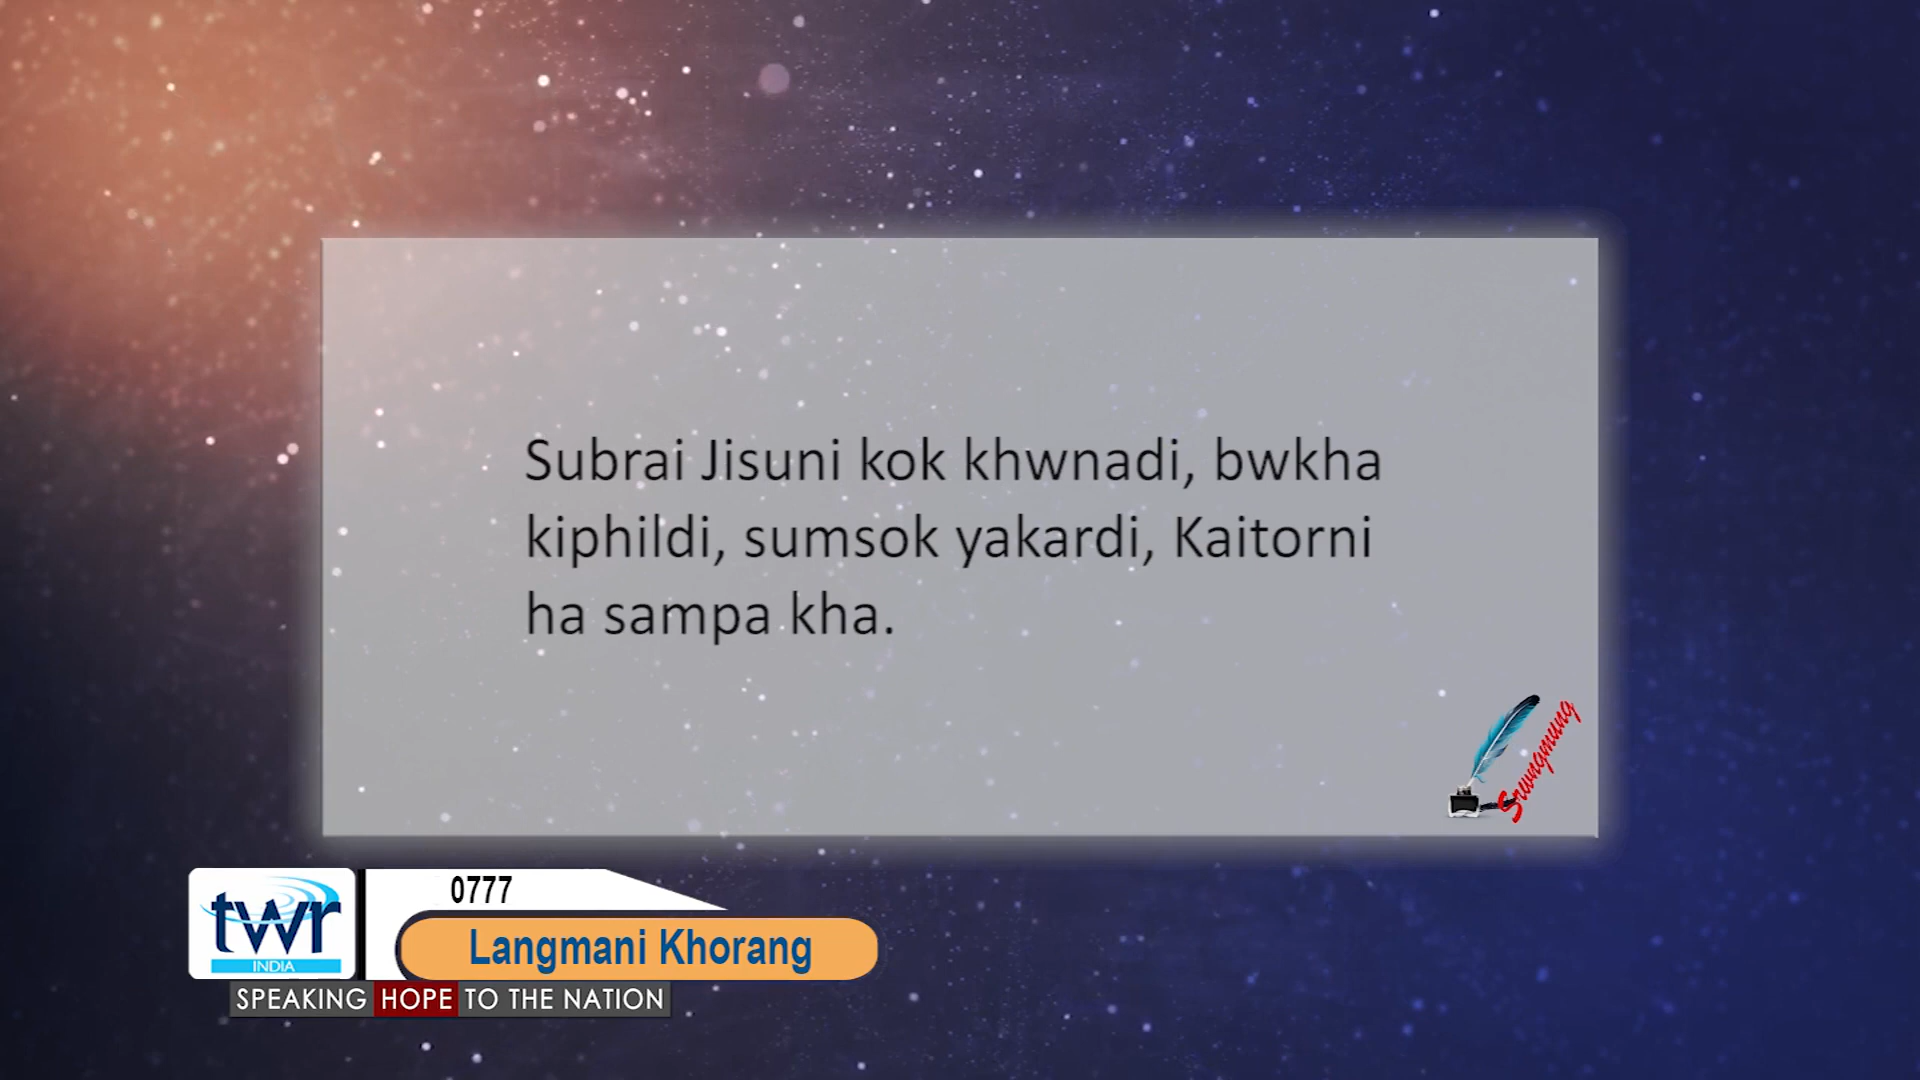 Subrai Jisuni kok khwnadi, bwkha
kiphildi, sumsok yakardi, Kaitorni
ha sampa kha.
Srwngmung
twr
INDIA
0777
Langmani Khorang
SPEAKING HOPE TO THE NATION